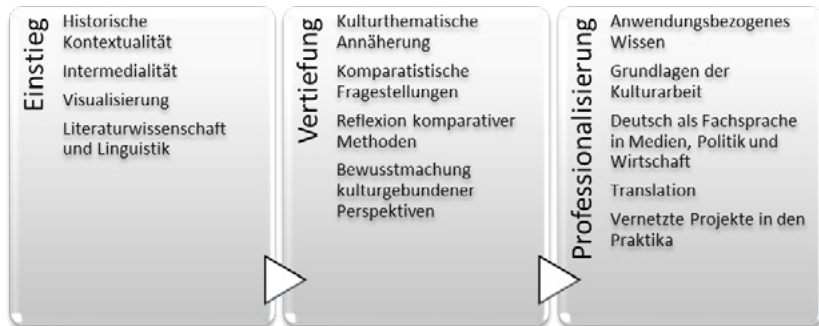 Einstieg
Historische
Kontextualität
Intermedialität
Visualisierung
Literaturwissenschaft
und Linguistik
Vertiefung
Kulturthematische
Annäherung
Komparatistische
Fragestellungen
Reflexion komparativer
Methoden
Bewusstmachung
kulturgebundener
Perspektiven
Professionalisierung
Anwendungsbezogenes
Wissen
Grundlagen der
Kulturarbeit
Deutsch als Fachsprache
in Medien, Politik und
Wirtschaft
Translation
Vernetzte Projekte in den
Praktika